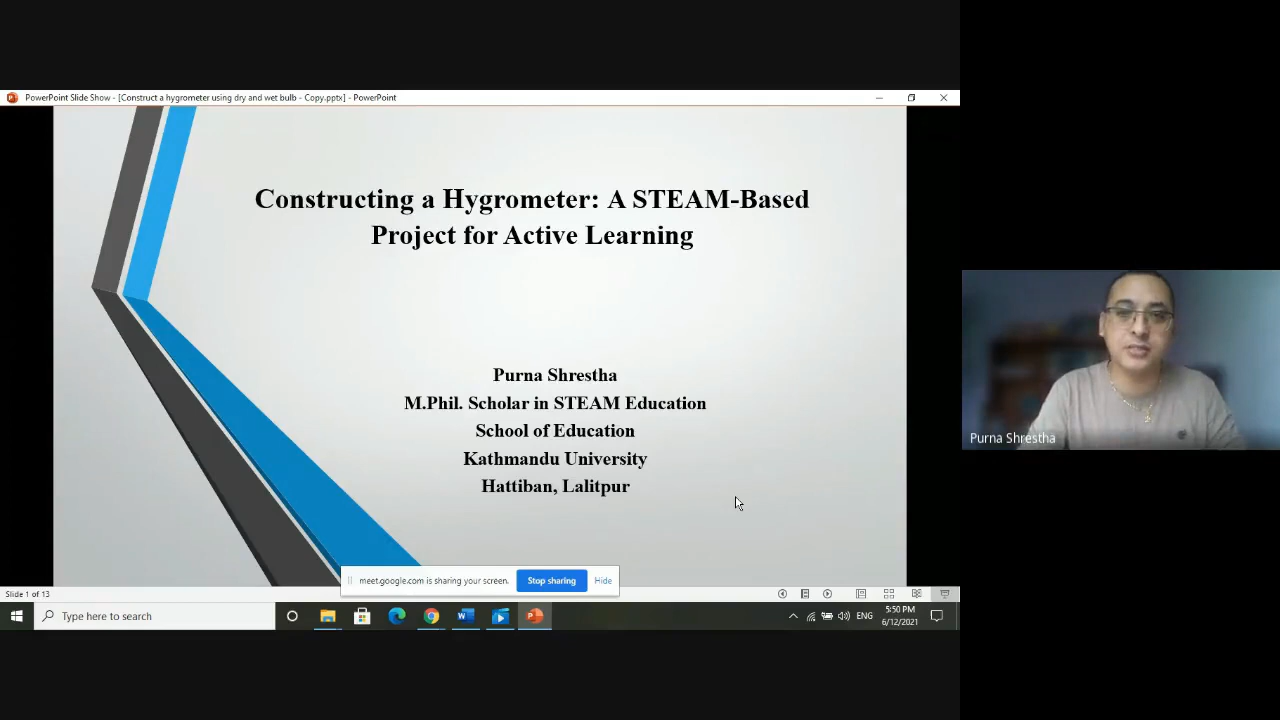 PowerPoint Slide Show - [Construct a hygrometer using dry and wet bulb - Copy.pptx] - PowerPoint
Constructing a Hygrometer: A STEAM-Based
Project for Active Learning
Purna Shrestha
M.Phil. Scholar in STEAM Education
School of Education
Kathmandu University
Hattiban, Lalitpur
Purna Shrestha
meet.google.com is sharing your screen.
Stop sharing
Hide
Slide 1 of 13
Type here to search
ENG
5:50 PM
6/12/2021